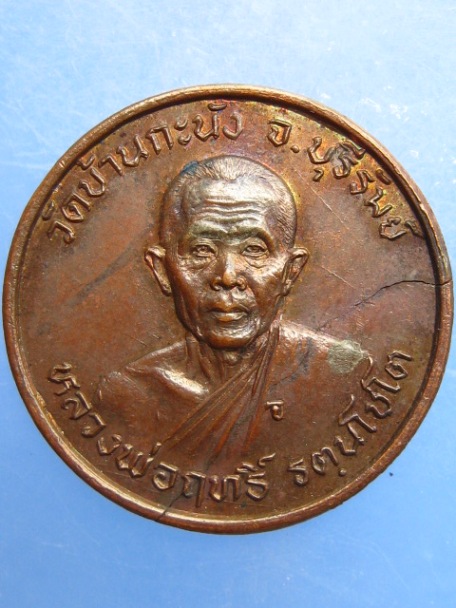 วัดบ้านกะนัง จ.บุรีรัมย์
หลวงพ่อฤทธิ์ รตนโชโต
จ